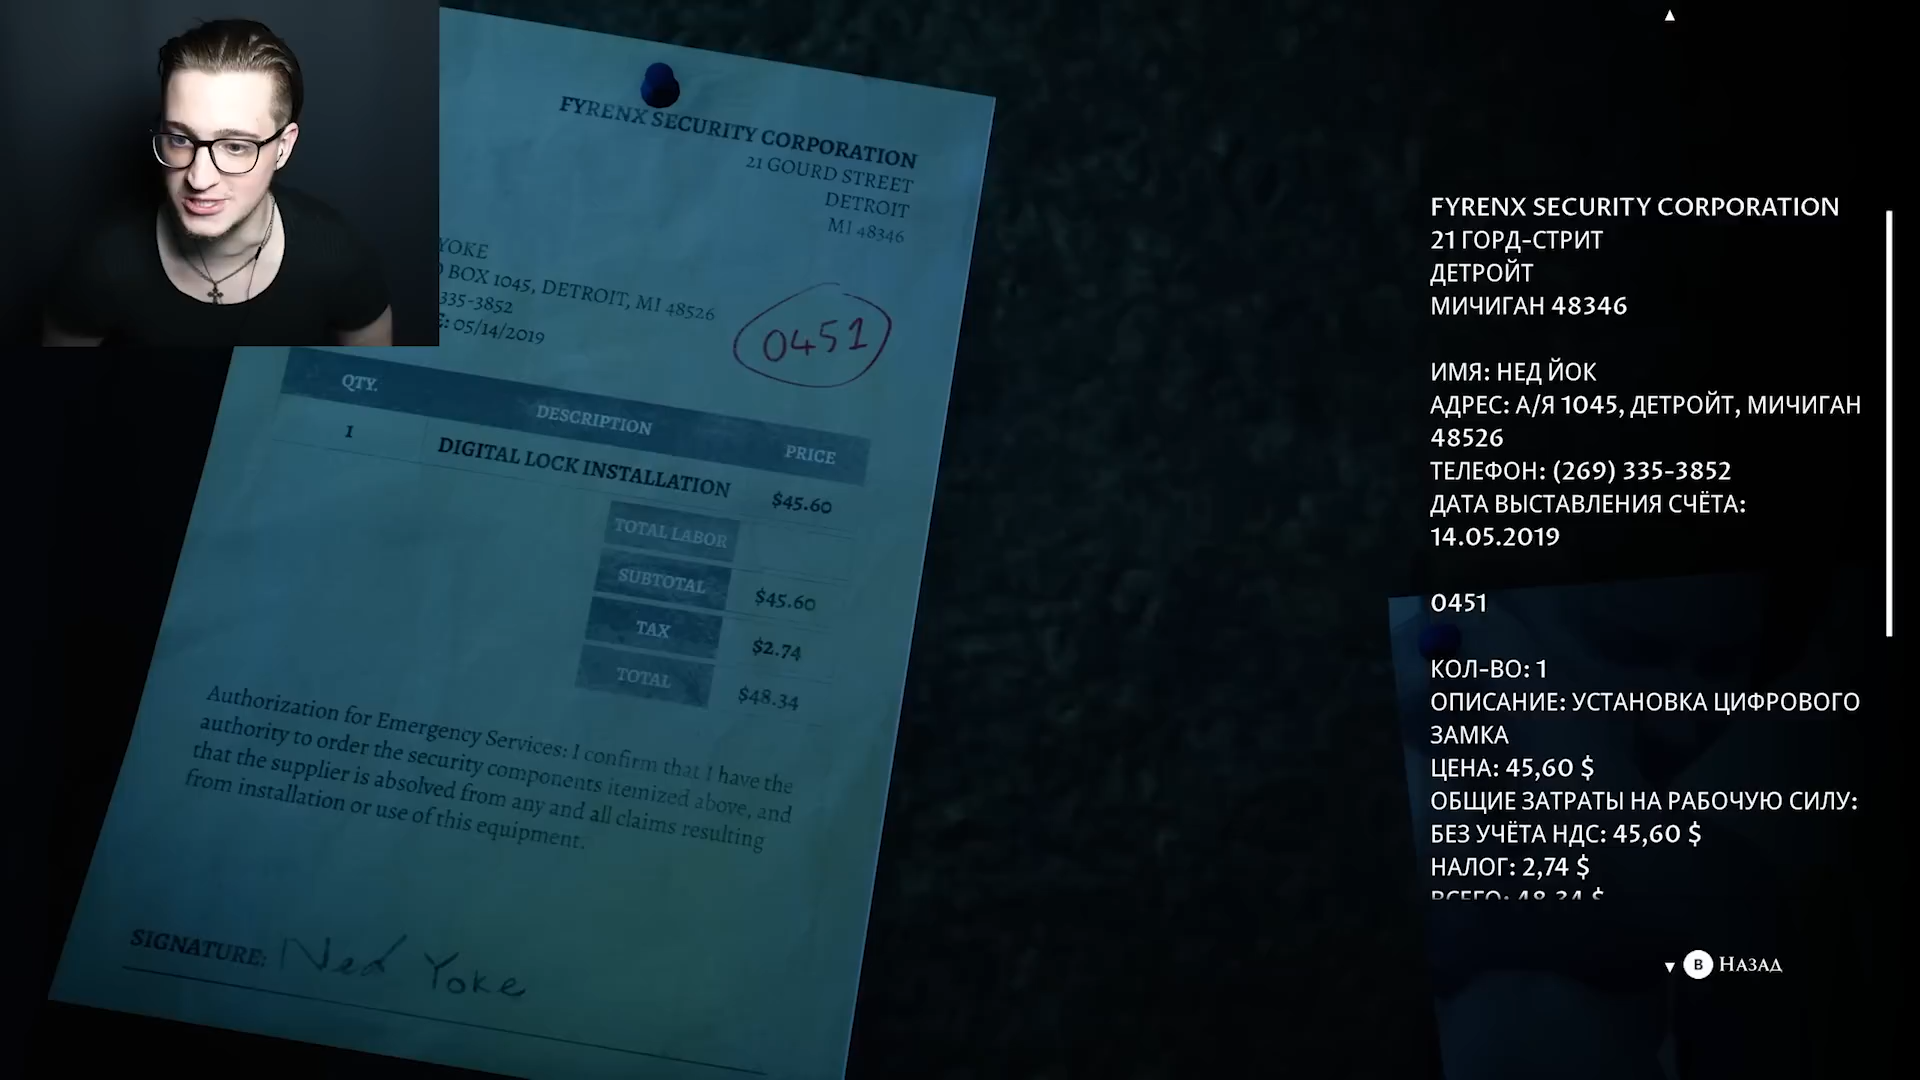 FYRENX SECURITY CORPORATION
21 GOURD STREET
DETROIT
MI 48346
YOKE
BOX 1045, DETROIT, MI 48526
335-3852
05/14/2019
0451
QTY. DESCRIPTION PRICE
1 DIGITAL LOCK INSTALLATION $45.60
TOTAL LABOR
SUBTOTAL $45.60
TAX $2.74
TOTAL $48.34
Authorization for Emergency Services: I confirm that I have the
authority to order the security components itemized above, and
that the supplier is absolved from any and all claims resulting
from installation or use of this equipment.
SIGNATURE: Ned Yoke
FYRENX SECURITY CORPORATION
21 ГОРД-СТРИТ
ДЕТРОЙТ
МИЧИГАН 48346
ИМЯ: НЕД ЙОК
АДРЕС: А/Я 1045, ДЕТРОЙТ, МИЧИГАН
48526
ТЕЛЕФОН: (269) 335-3852
ДАТА ВЫСТАВЛЕНИЯ СЧЁТА:
14.05.2019
0451
КОЛ-ВО: 1
ОПИСАНИЕ: УСТАНОВКА ЦИФРОВОГО
ЗАМКА
ЦЕНА: 45,60 $
ОБЩИЕ ЗАТРАТЫ НА РАБОЧУЮ СИЛУ:
БЕЗ УЧЁТА НДС: 45,60 $
НАЛОГ: 2,74 $
ВСЕГО: 48,34 $
B НАЗАД